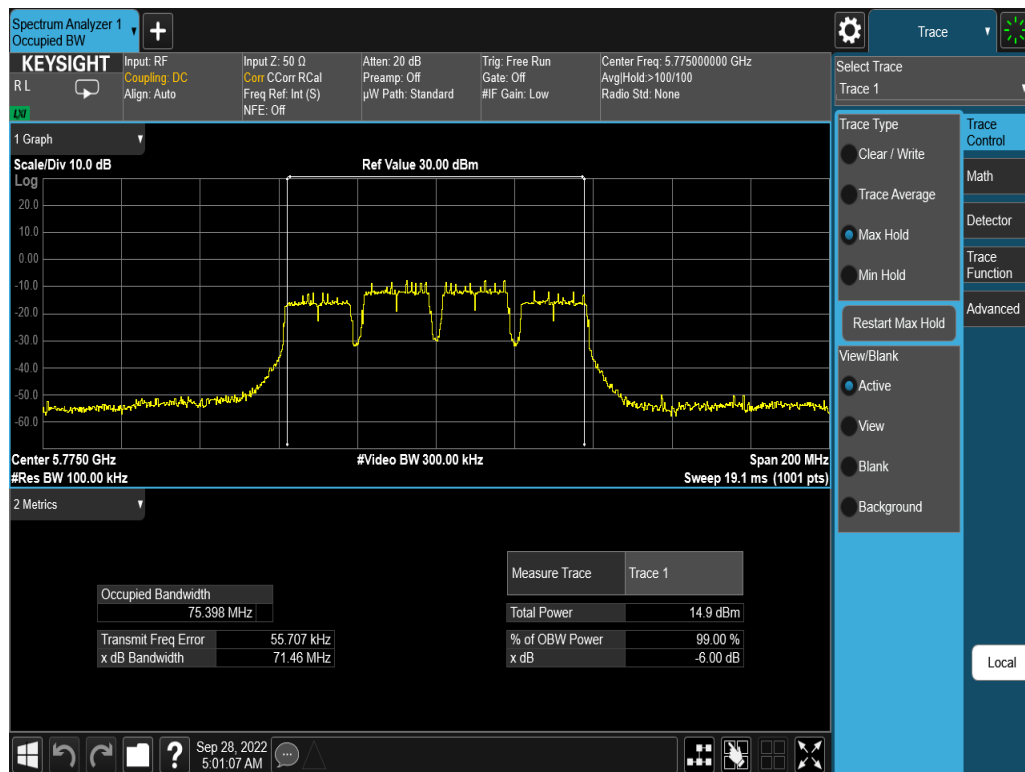 Spectrum Analyzer 1
Occupied BW
Trace
KEYSIGHT
R L
LXI
Input: RF
Coupling: DC
Align: Auto
Input Z: 50 Ω
Corr CCorr RCal
Freq Ref: Int (S)
NFE: Off
Atten: 20 dB
Preamp: Off
µW Path: Standard
Trig: Free Run
Gate: Off
#IF Gain: Low
Center Freq: 5.775000000 GHz
Avg|Hold:>100/100
Radio Std: None
Select Trace
Trace 1
1 Graph
Scale/Div 10.0 dB
Ref Value 30.00 dBm
Log
20.0
10.0
0.00
-10.0
-20.0
-30.0
-40.0
-50.0
-60.0
Center 5.7750 GHz
#Video BW 300.00 kHz
Span 200 MHz
#Res BW 100.00 kHz
Sweep 19.1 ms (1001 pts)
Trace Type
Clear / Write
Trace Average
Max Hold
Min Hold
Restart Max Hold
View/Blank
Active
View
Blank
Background
Trace
Control
Math
Detector
Trace
Function
Advanced
Local
2 Metrics
Occupied Bandwidth
75.398 MHz
Transmit Freq Error 55.707 kHz
x dB Bandwidth 71.46 MHz
Measure Trace Trace 1
Total Power 14.9 dBm
% of OBW Power 99.00 %
x dB -6.00 dB
Sep 28, 2022
5:01:07 AM